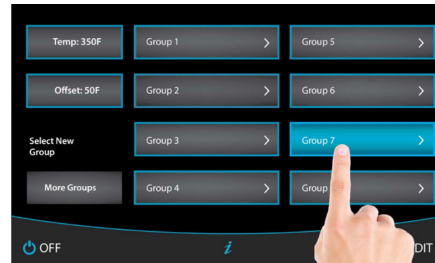 Temp: 350F
Group 1
Group 5
Offset: 50F
Group 2
Group 6
Select New
Group
Group 3
Group 7
More Groups
Group 4
Group
OFF
i